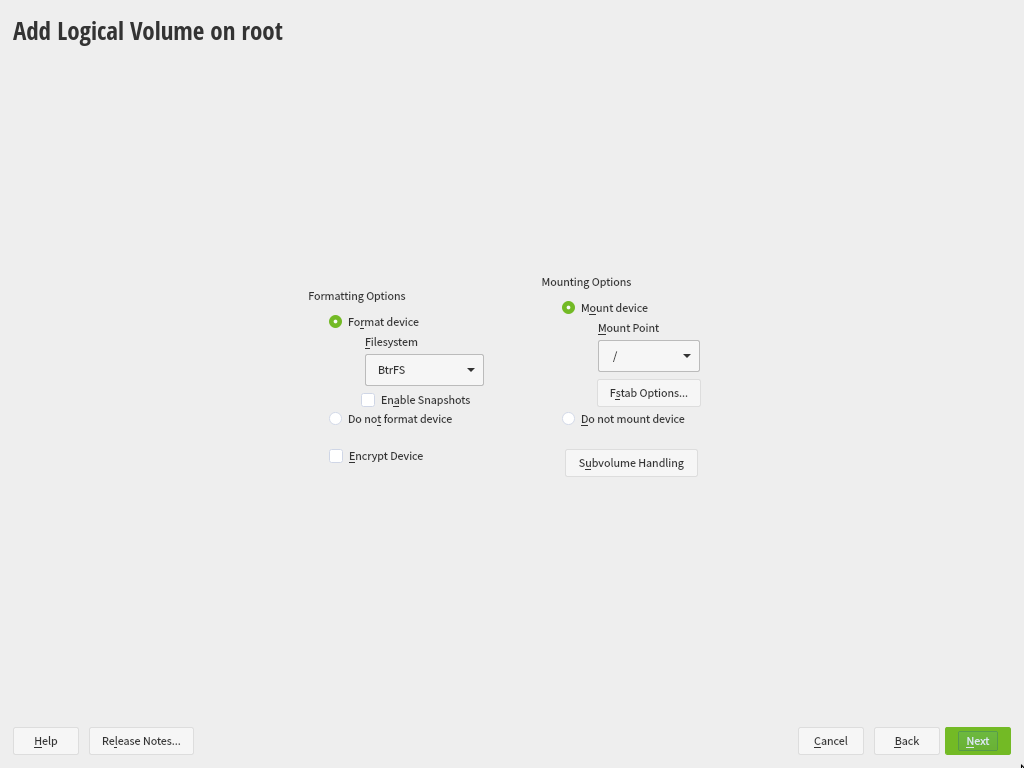 Add Logical Volume on root
Formatting Options
Format device
Filesystem
BtrFS
Enable Snapshots
Do not format device
Encrypt Device
Mounting Options
Mount device
Mount Point
/
Fstab Options...
Do not mount device
Subvolume Handling
Help
Release Notes...
Cancel
Back
Next